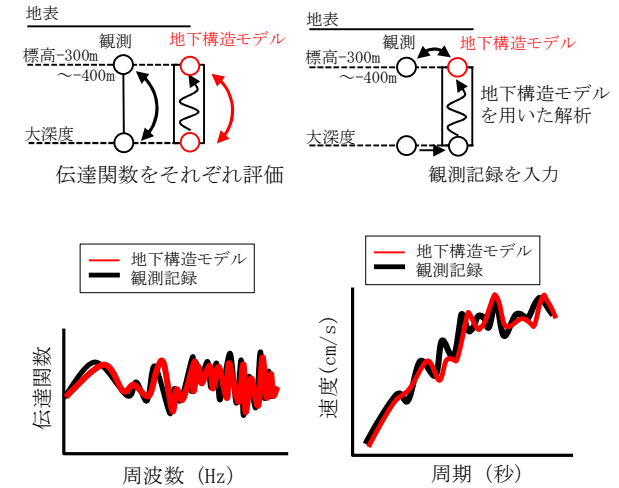 地表
観測
地下構造モデル
標高-300m
～-400m
大深度
伝達関数をそれぞれ評価
地表
観測
地下構造モデル
標高-300m
～-400m
地下構造モデル
を用いた解析
大深度
観測記録を入力
地下構造モデル
観測記録
伝達関数
周波数 (Hz)
地下構造モデル
観測記録
速度(cm/s)
周期 (秒)